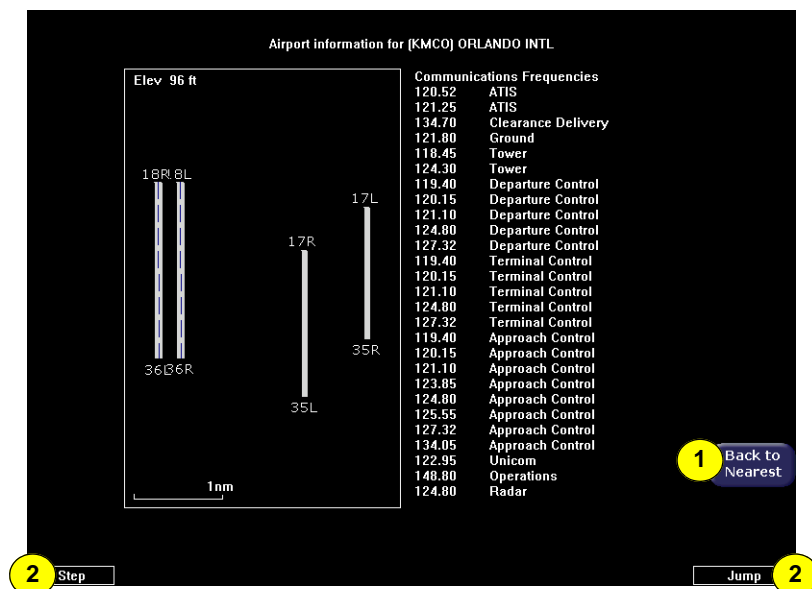 Airport information for (KMCO) ORLANDO INTL
Elev 96 ft
18R 8L
17L
17R
36L 36R
35R
35L
1nm
Communications Frequencies
120.52 ATIS
121.25 ATIS
134.70 Clearance Delivery
121.80 Ground
118.45 Tower
124.30 Tower
119.40 Departure Control
120.15 Departure Control
121.10 Departure Control
124.80 Departure Control
127.32 Departure Control
119.40 Terminal Control
120.15 Terminal Control
121.10 Terminal Control
124.80 Terminal Control
127.32 Terminal Control
119.40 Approach Control
120.15 Approach Control
121.10 Approach Control
123.85 Approach Control
124.80 Approach Control
125.55 Approach Control
127.32 Approach Control
134.05 Approach Control
122.95 Unicom
148.80 Operations
124.80 Radar
1 Back to
Nearest
2 Step
Jump 2